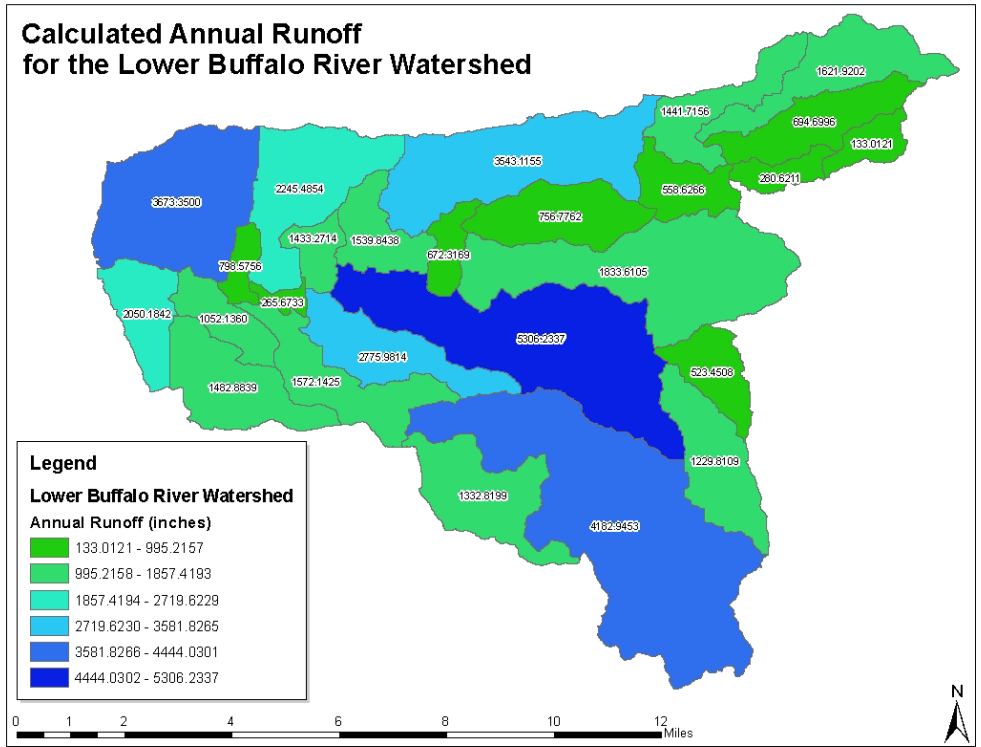 Calculated Annual Runoff
for the Lower Buffalo River Watershed
1621.9202
1441.7156
694.6996
133.0121
280.6211
3543.1155
558.6266
2245.4854
3673.3500
756.7762
1433.2714
1539.8438
672.3169
798.5756
1833.6105
265.6733
2050.1842
1052.1360
5306.2337
2775.9814
523.4508
1482.8839
1572.1425
1229.8109
1332.8199
4182.9453
Legend
Lower Buffalo River Watershed
Annual Runoff (inches)
133.0121 - 995.2157
995.2158 - 1857.4193
1857.4194 - 2719.6229
2719.6230 - 3581.8265
3581.8266 - 4444.0301
4444.0302 - 5306.2337
N
0 1 2 4 6 8 10 12
Miles